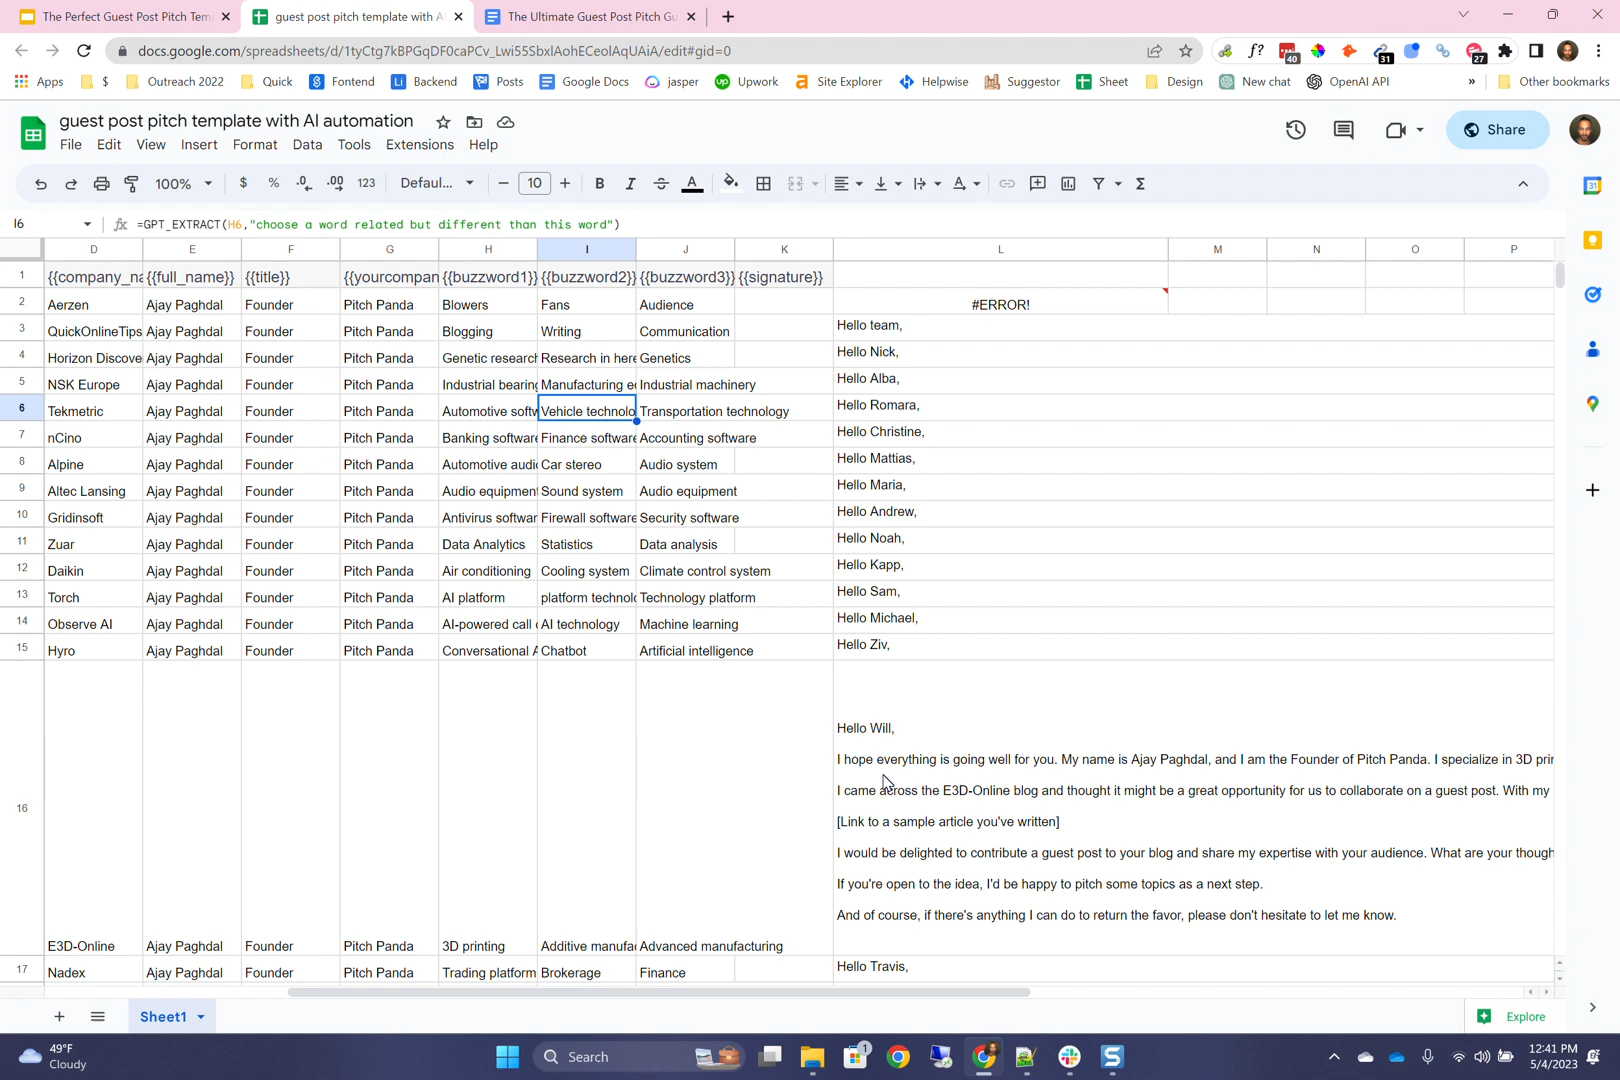 The Perfect Guest Post Pitch Tem
guest post pitch template with A
The Ultimate Guest Post Pitch Gu
docs.google.com/spreadsheets/d/1tyCtg7kBPGqDF0caPCv_Lwi55SbxlAohECeolAqUAiA/edit#gid=0
f?
40
31
27
Apps
$
Outreach 2022
Quick
Fontend
Backend
Posts
Google Docs
jasper
Upwork
Site Explorer
Helpwise
Suggestor
Sheet
Design
New chat
OpenAI API
»
Other bookmarks
guest post pitch template with AI automation
File Edit View Insert Format Data Tools Extensions Help
Share
100% $ % .0 .00 123 Defaul... 10 B I A Σ
I6 fx =GPT_EXTRACT(H6,"choose a word related but different than this word")
D E F G H I J K L M N O P
1 {{company_na {{full_name}} {{title}} {{yourcompan {{buzzword1}} {{buzzword2}} {{buzzword3}} {{signature}}
2 Aerzen Ajay Paghdal Founder Pitch Panda Blowers Fans Audience #ERROR!
3 QuickOnlineTips Ajay Paghdal Founder Pitch Panda Blogging Writing Communication Hello team,
4 Horizon Discove Ajay Paghdal Founder Pitch Panda Genetic research Research in here Genetics Hello Nick,
5 NSK Europe Ajay Paghdal Founder Pitch Panda Industrial bearing Manufacturing eq Industrial machinery Hello Alba,
6 Tekmetric Ajay Paghdal Founder Pitch Panda Automotive softw Vehicle technolo Transportation technology Hello Romara,
7 nCino Ajay Paghdal Founder Pitch Panda Banking software Finance software Accounting software Hello Christine,
8 Alpine Ajay Paghdal Founder Pitch Panda Automotive audi Car stereo Audio system Hello Mattias,
9 Altec Lansing Ajay Paghdal Founder Pitch Panda Audio equipment Sound system Audio equipment Hello Maria,
10 Gridinsoft Ajay Paghdal Founder Pitch Panda Antivirus softwar Firewall software Security software Hello Andrew,
11 Zuar Ajay Paghdal Founder Pitch Panda Data Analytics Statistics Data analysis Hello Noah,
12 Daikin Ajay Paghdal Founder Pitch Panda Air conditioning Cooling system Climate control system Hello Kapp,
13 Torch Ajay Paghdal Founder Pitch Panda AI platform platform technolo Technology platform Hello Sam,
14 Observe AI Ajay Paghdal Founder Pitch Panda AI-powered call AI technology Machine learning Hello Michael,
15 Hyro Ajay Paghdal Founder Pitch Panda Conversational A Chatbot Artificial intelligence Hello Ziv,
Hello Will,
I hope everything is going well for you. My name is Ajay Paghdal, and I am the Founder of Pitch Panda. I specialize in 3D prin
I came across the E3D-Online blog and thought it might be a great opportunity for us to collaborate on a guest post. With my
16
[Link to a sample article you've written]
I would be delighted to contribute a guest post to your blog and share my expertise with your audience. What are your though
If you're open to the idea, I'd be happy to pitch some topics as a next step.
And of course, if there's anything I can do to return the favor, please don't hesitate to let me know.
E3D-Online Ajay Paghdal Founder Pitch Panda 3D printing Additive manufac Advanced manufacturing
17 Nadex Ajay Paghdal Founder Pitch Panda Trading platform Brokerage Finance Hello Travis,
Sheet1
Explore
49°F
Cloudy
Search
1
12:41 PM
5/4/2023